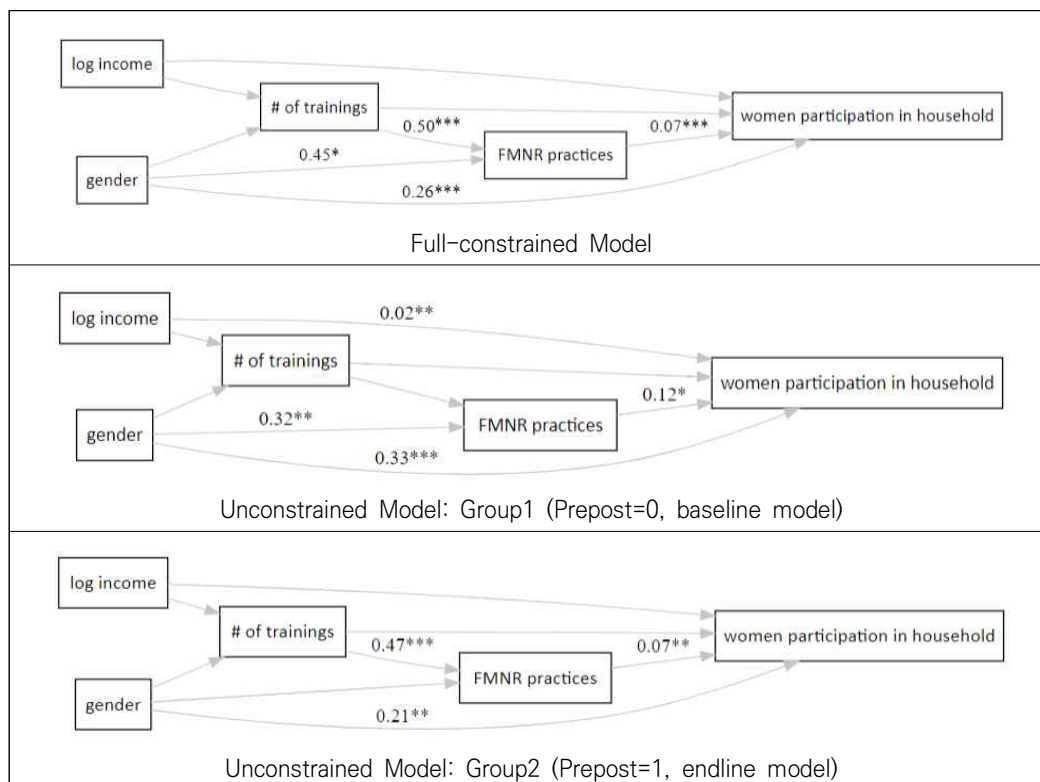 log income
# of trainings
women participation in household
0.50***
0.07***
0.45*
FMNR practices
gender
0.26***
Full-constrained Model
log income
0.02**
# of trainings
women participation in household
0.12*
0.32**
FMNR practices
gender
0.33***
Unconstrained Model: Group1 (Prepost=0, baseline model)
log income
# of trainings
women participation in household
0.47***
0.07**
FMNR practices
gender
0.21**
Unconstrained Model: Group2 (Prepost=1, endline model)